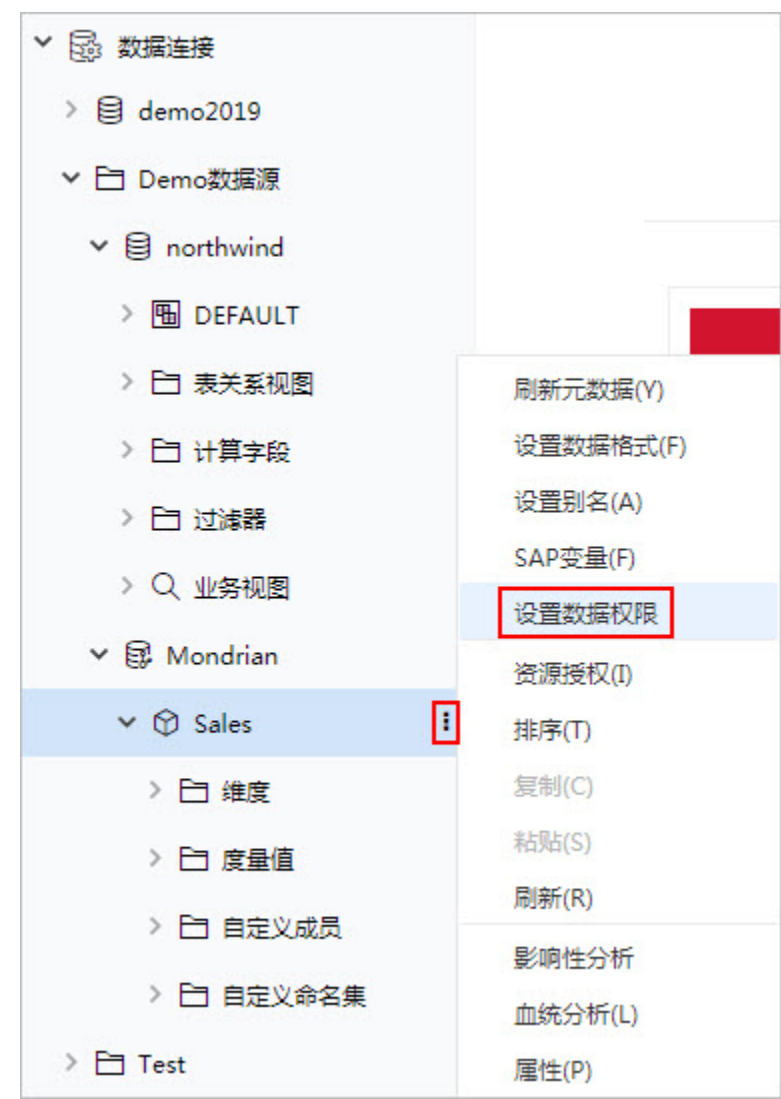 数据连接
demo2019
Demo数据源
northwind
DEFAULT
表关系视图
计算字段
过滤器
业务视图
Mondrian
Sales
维度
度量值
自定义成员
自定义命名集
Test
刷新元数据(Y)
设置数据格式(F)
设置别名(A)
SAP变量(F)
设置数据权限
资源授权(I)
排序(T)
复制(C)
粘贴(S)
刷新(R)
影响性分析
血统分析(L)
属性(P)